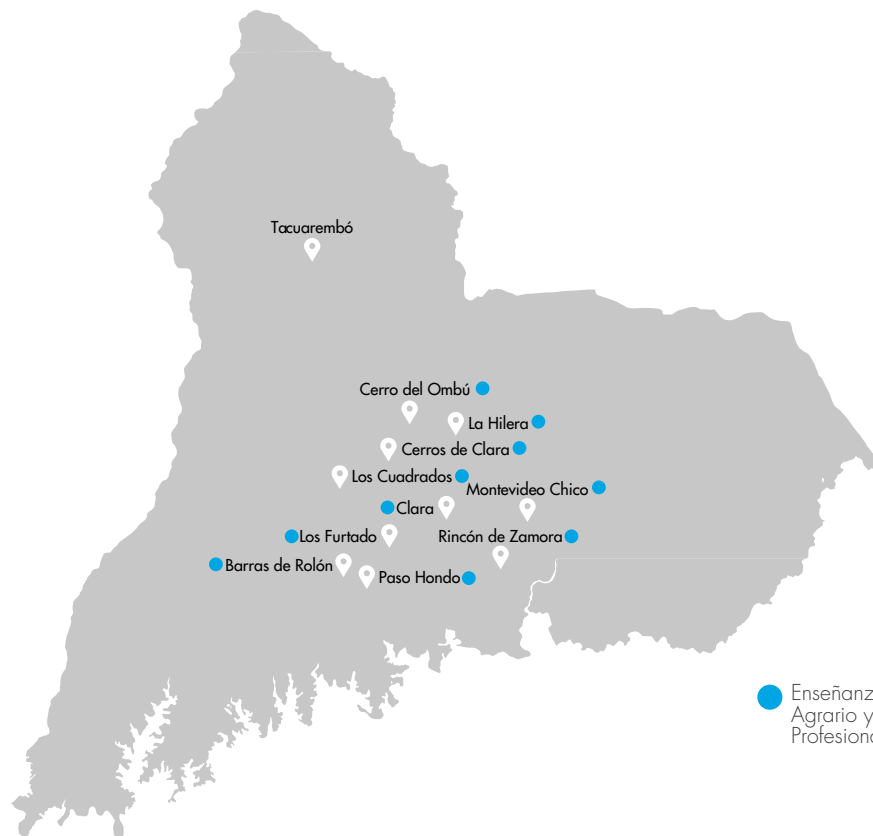 Tacuarembó
Cerro del Ombú
La Hilera
Cerros de Clara
Los Cuadrados
Montevideo Chico
Clara
Los Furtado
Rincón de Zamora
Barras de Rolón
Paso Hondo
Agrario y